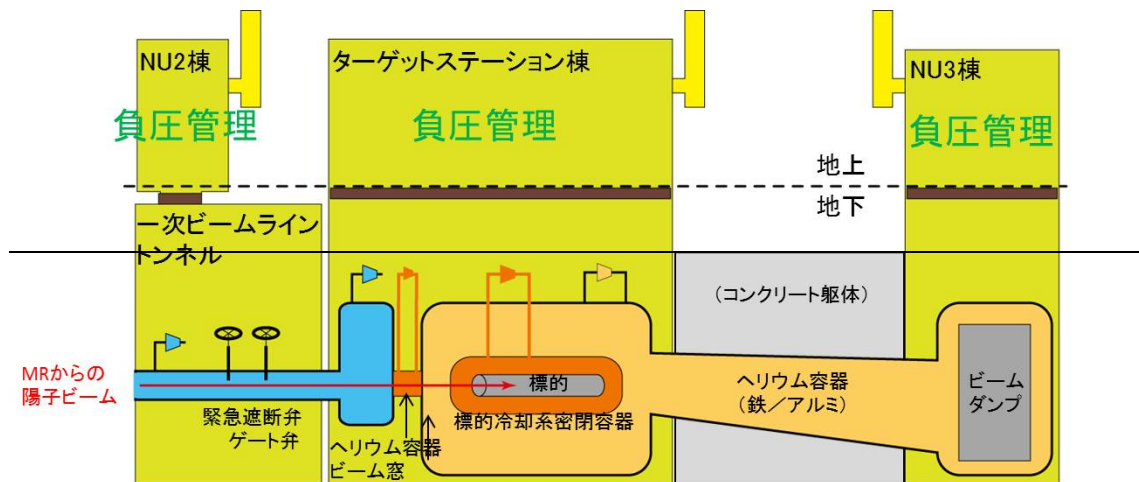 NU2棟
負圧管理
ターゲットステーション棟
負圧管理
NU3棟
負圧管理
地上
地下
一次ビームライン
トンネル
(コンクリート躯体)
MRからの
陽子ビーム
標的
ヘリウム容器
(鉄/アルミ)
ビーム
ダンプ
緊急遮断弁
ゲート弁
標的冷却系密閉容器
ヘリウム容器
ビーム窓